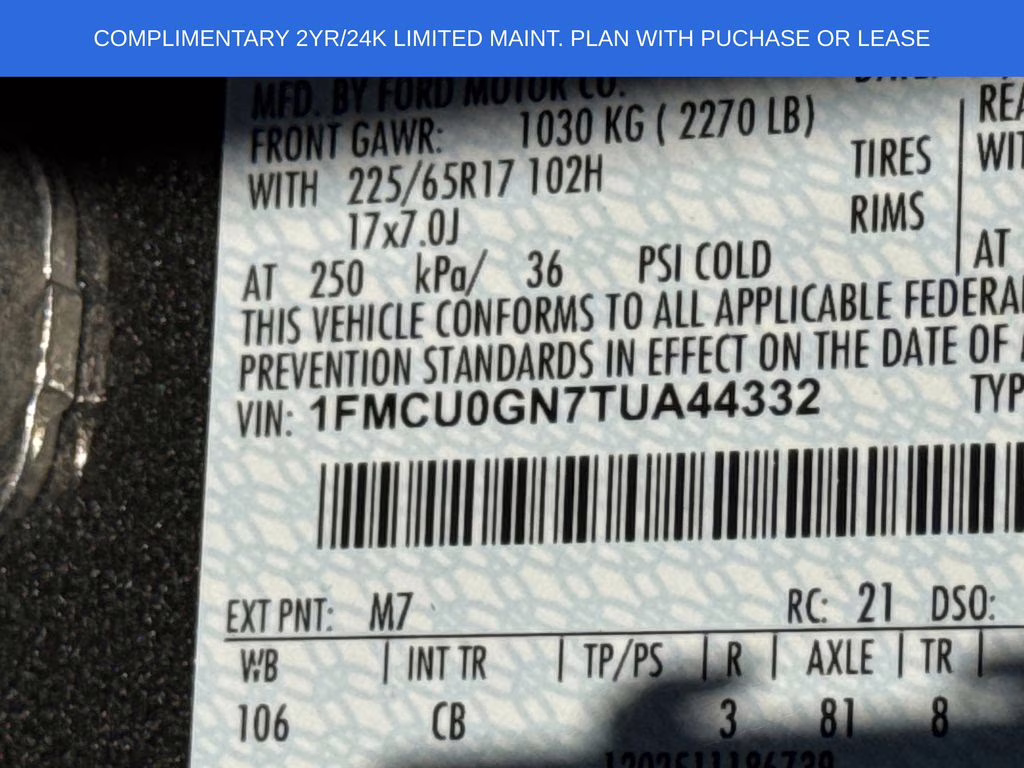 COMPLIMENTARY 2YR/24K LIMITED MAINT. PLAN WITH PUCHASE OR LEASE
MFD. BY FORD MOTOR CO.
FRONT GAWR: 1030 KG ( 2270 LB)
WITH 225/65R17 102H TIRES
17x7.0J RIMS
AT 250 kPa/ 36 PSI COLD AT
THIS VEHICLE CONFORMS TO ALL APPLICABLE
PREVENTION STANDARDS IN EFFECT ON THE DATE OF
VIN: 1FMCU0GN7TUA44332
EXT PNT: M7 RC: 21 DSO:
WB | INT TR | TP/PS | R | AXLE | TR |
106 CB 3 81 8